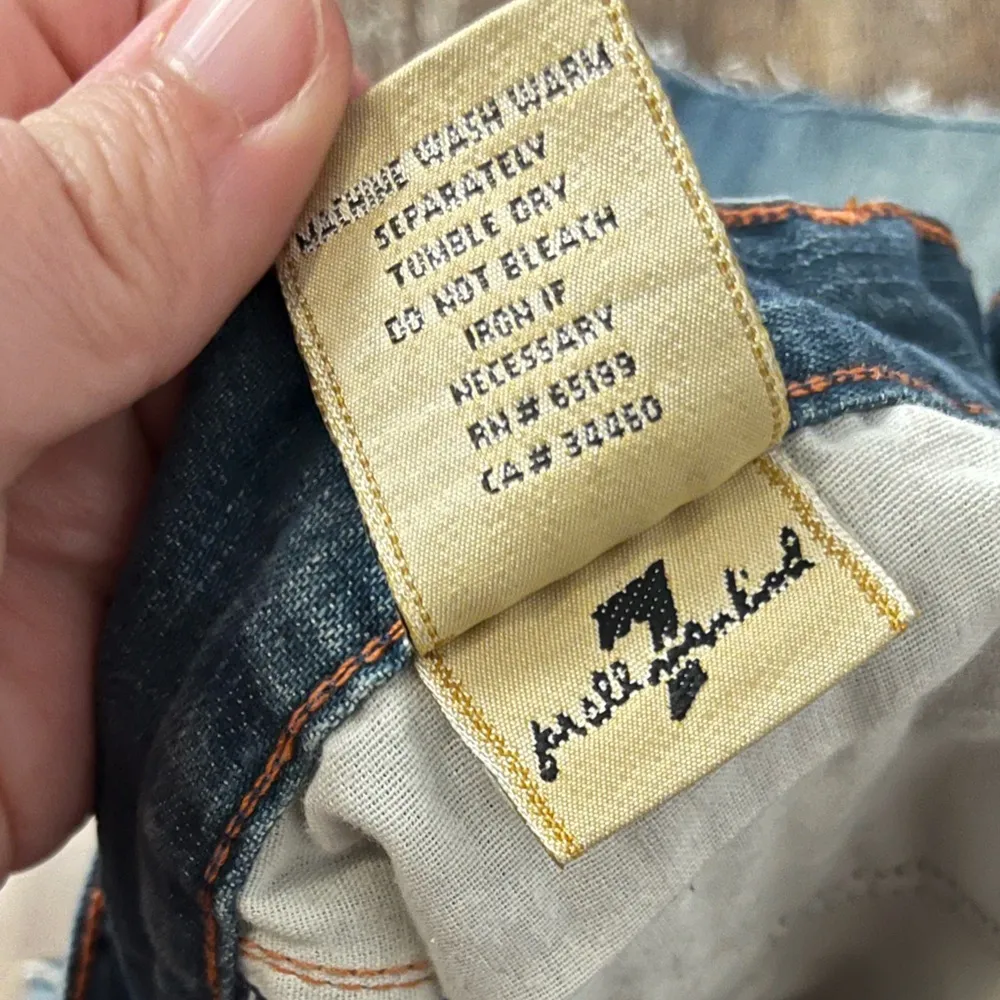 MACHINE WASH WARM
SEPARATELY
TUMBLE DRY
DO NOT BLEACH
IRON IF
NECESSARY
RN# 65199
CA# 34460
7
for all mankind